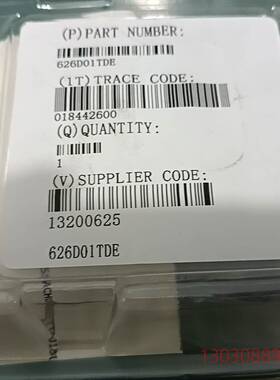 (P)PART NUMBER:
626D01TDE
(1T)TRACE CODE:
018442600
(Q)QUANTITY:
1
(V)SUPPLIER CODE:
13200625
626D01TDE